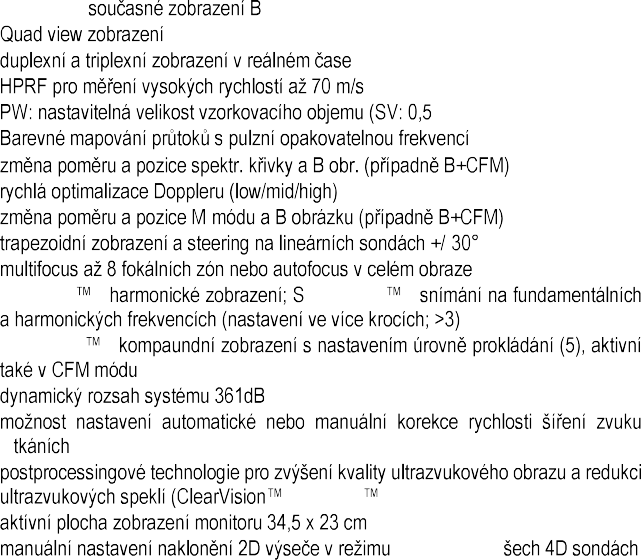 současné zobrazení B
Quad view zobrazení
duplexní a triplexní zobrazení v reálném čase
HPRF pro měření vysokých rychlostí až 70 m/s
PW: nastavitelná velikost vzorkovacího objemu (SV: 0,5
Barevné mapování průtoků s pulzní opakovatelnou frekvencí
změna poměru a pozice spektr. křivky a B obr. (případně B+CFM)
rychlá optimalizace Doppleru (low/mid/high)
změna poměru a pozice M módu a B obrázku (případně B+CFM)
trapezoidní zobrazení a steering na lineárních sondách +/ 30°
multifocus až 8 fokálních zón nebo autofocus v celém obraze
™ harmonické zobrazení; S ™ snímání na fundamentálních
a harmonických frekvencích (nastavení ve více krocích; >3)
™ kompaundní zobrazení s nastavením úrovně prokládání (5), aktivní
také v CFM módu
dynamický rozsah systému 361dB
možnost nastavení automatické nebo manuální korekce rychlosti šíření zvuku
tkáních
postprocessingové technologie pro zvýšení kvality ultrazvukového obrazu a redukci
ultrazvukových speklí (ClearVision™ ™
aktívní plocha zobrazení monitoru 34,5 x 23 cm
manuální nastavení naklonění 2D výseče v režimu šech 4D sondách